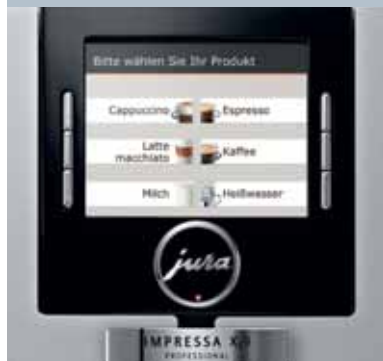 Bitte wählen Sie Ihr Produkt
Cappuccino Espresso
Latte
macchiato Kaffee
Milch Heißwasser
jura
IMPRESSA
PROFESSIONAL